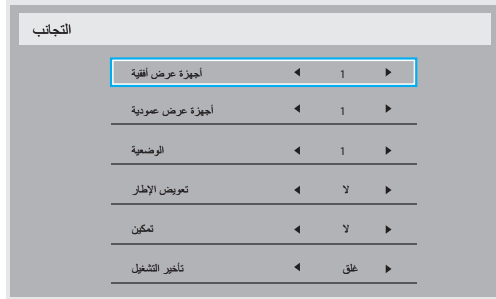 التجانب
أجهزة عرض أفقية ◀ 1 ▶
أجهزة عرض عمودية ◀ 1 ▶
الوضعية ◀ 1 ▶
تعويض الإطار ◀ لا ▶
تمكين ◀ لا ▶
تأخير التشغيل ◀ غلق ▶